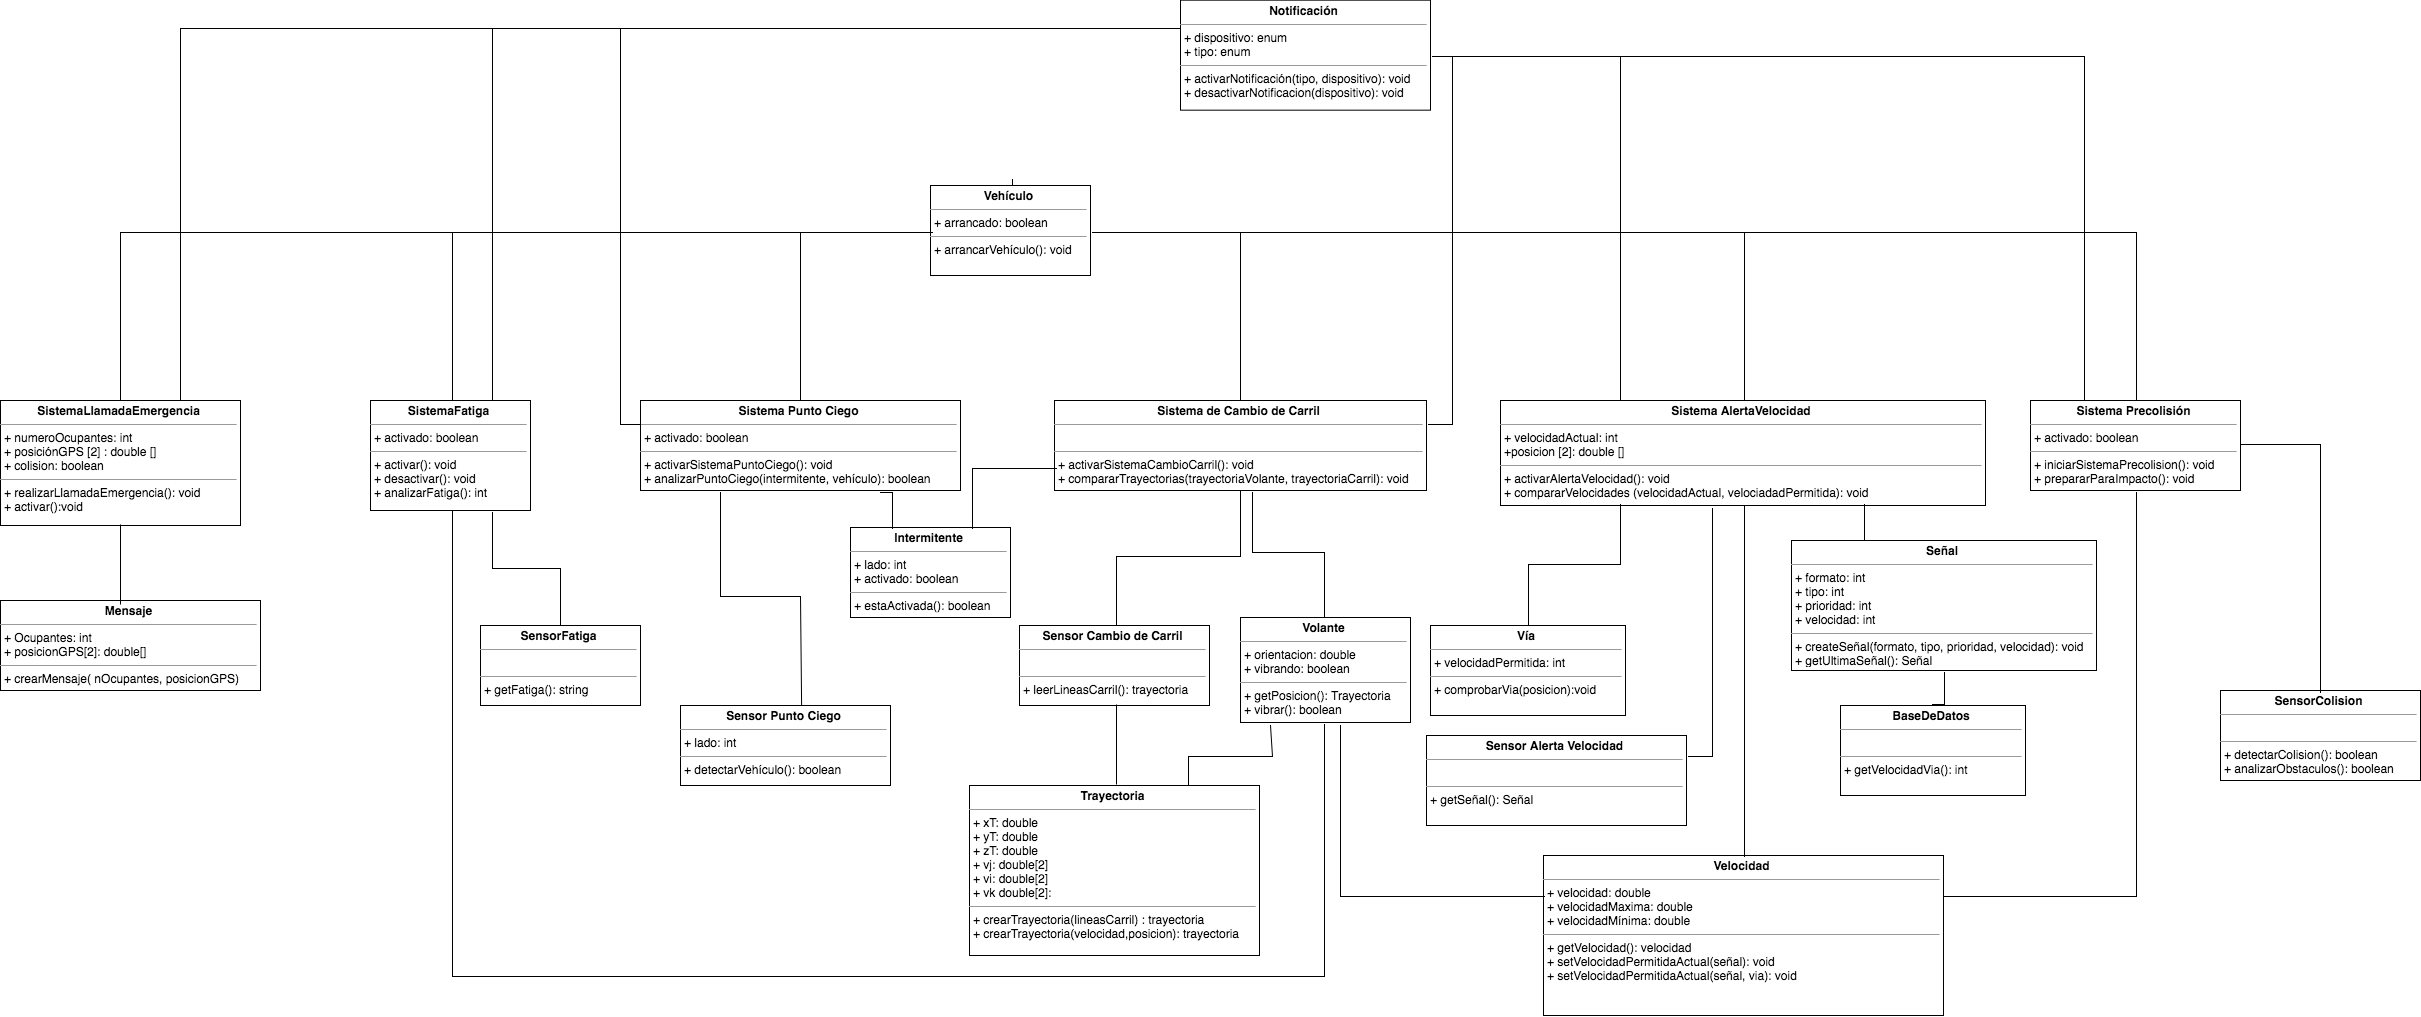 Notificación
+ dispositivo: enum
+ tipo: enum
+ activarNotificación(tipo, dispositivo): void
+ desactivarNotificacion(dispositivo): void
Vehículo
+ arrancado: boolean
+ arrancarVehículo(): void
SistemaLlamadaEmergencia
+ numeroOcupantes: int
+ posiciónGPS [2] : double []
+ colision: boolean
+ realizarLlamadaEmergencia(): void
+ activar():void
SistemaFatiga
+ activado: boolean
+ activar(): void
+ desactivar(): void
+ analizarFatiga(): int
Sistema Punto Ciego
+ activado: boolean
+ activarSistemaPuntoCiego(): void
+ analizarPuntoCiego(intermitente, vehículo): boolean
Sistema de Cambio de Carril
+ activarSistemaCambioCarril(): void
+ compararTrayectorias(trayectoriaVolante, trayectoriaCarril): void
Sistema AlertaVelocidad
+ velocidadActual: int
+posicion [2]: double []
+ activarAlertaVelocidad(): void
+ compararVelocidades (velocidadActual, velociadadPermitida): void
Sistema Precolisión
+ activado: boolean
+ iniciarSistemaPrecolision(): void
+ prepararParaImpacto(): void
Intermitente
+ lado: int
+ activado: boolean
+ estaActivada(): boolean
Señal
+ formato: int
+ tipo: int
+ prioridad: int
+ velocidad: int
+ createSeñal(formato, tipo, prioridad, velocidad): void
+ getUltimaSeñal(): Señal
Mensaje
+ Ocupantes: int
+ posicionGPS[2]: double[]
+ crearMensaje( nOcupantes, posicionGPS)
SensorFatiga
+ getFatiga(): string
Sensor Cambio de Carril
+ leerLineasCarril(): trayectoria
Volante
+ orientacion: double
+ vibrando: boolean
+ getPosicion(): Trayectoria
+ vibrar(): boolean
Vía
+ velocidadPermitida: int
+ comprobarVia(posicion):void
Sensor Punto Ciego
+ lado: int
+ detectarVehículo(): boolean
Sensor Alerta Velocidad
+ getSeñal(): Señal
BaseDeDatos
+ getVelocidadVia(): int
SensorColision
+ detectarColision(): boolean
+ analizarObstaculos(): boolean
Trayectoria
+ xT: double
+ yT: double
+ zT: double
+ vj: double[2]
+ vi: double[2]
+ vk double[2]:
+ crearTrayectoria(lineasCarril) : trayectoria
+ crearTrayectoria(velocidad,posicion): trayectoria
Velocidad
+ velocidad: double
+ velocidadMaxima: double
+ velocidadMínima: double
+ getVelocidad(): velocidad
+ setVelocidadPermitidaActual(señal): void
+ setVelocidadPermitidaActual(señal, via): void